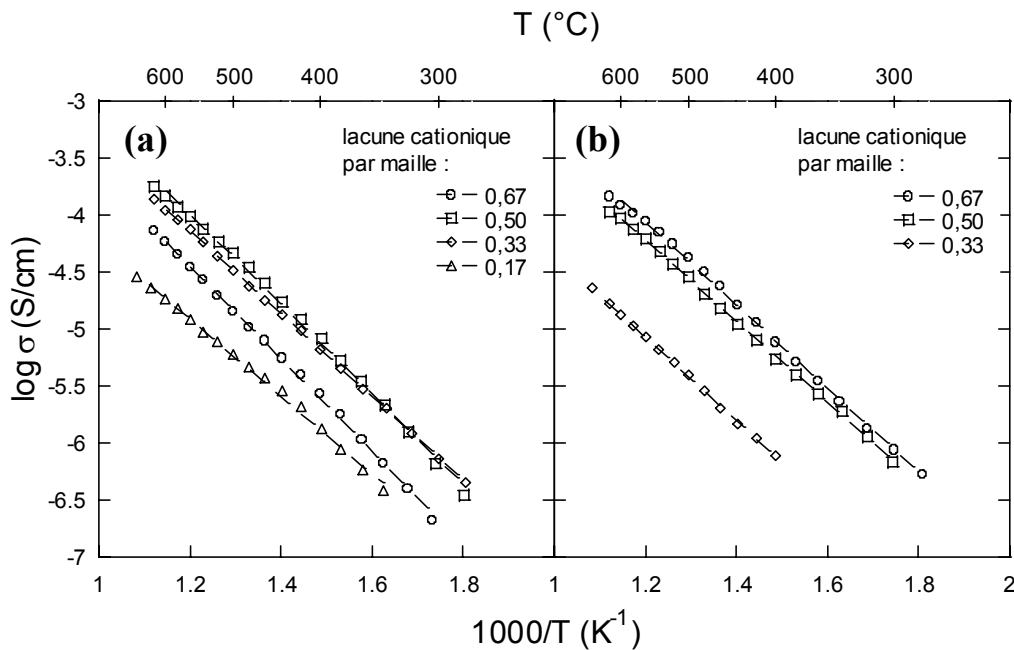 T (°C)
600 500 400 300 600 500 400 300
-3
-3.5
-4
-4.5
-5
-5.5
-6
-6.5
-7
log σ (S/cm)
(a)
lacune cationique
par maille :
0,67
0,50
0,33
0,17
(b)
lacune cationique
par maille :
0,67
0,50
0,33
1 1.2 1.4 1.6 1.8 1 1.2 1.4 1.6 1.8 2
1000/T (K⁻¹)